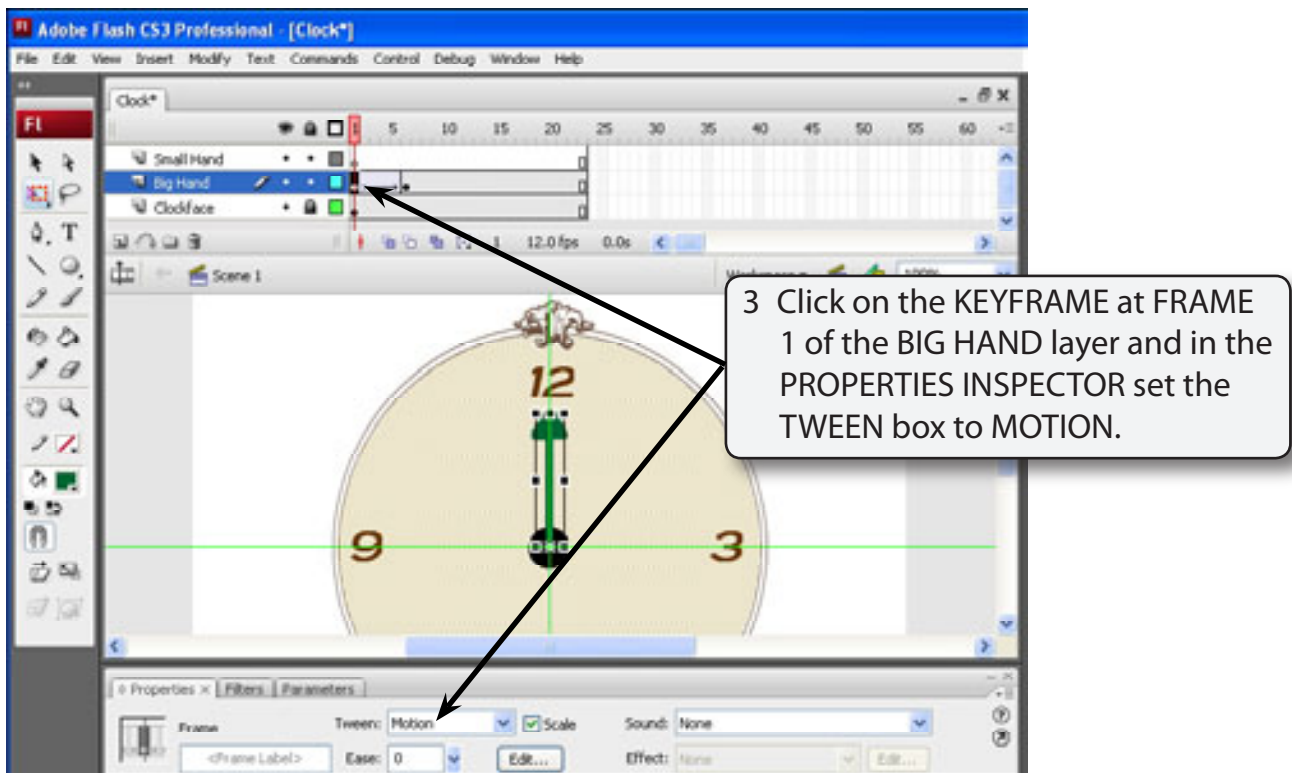 Adobe Flash CS3 Professional - [Clock*]
File Edit View Insert Modify Text Commands Control Debug Window Help
Clock*
Fl
1 5 10 15 20 25 30 35 40 45 50 55 60
Small Hand
Big Hand
Clockface
1 12.0 fps 0.0s
Scene 1
3 Click on the KEYFRAME at FRAME
1 of the BIG HAND layer and in the
PROPERTIES INSPECTOR set the
TWEEN box to MOTION.
12
9 3
Properties × Filters Parameters
Frame Tween: Motion Scale Sound: None
<Frame Label> Ease: 0 Edit... Effect: None Edit...